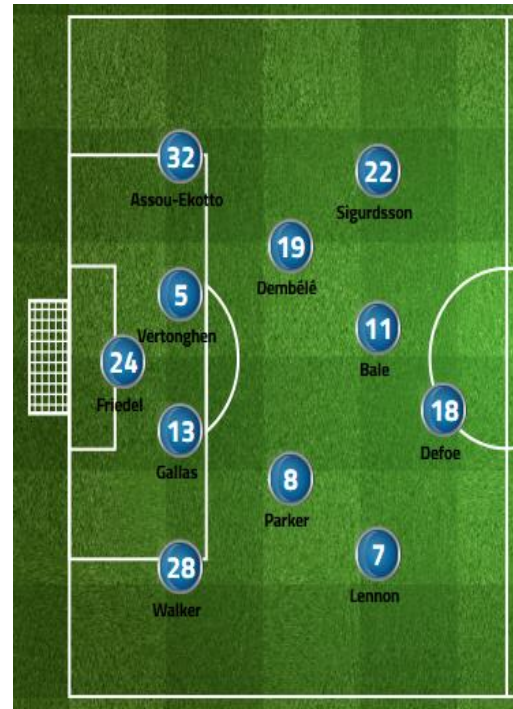 32
Assou-Ekotto
22
Sigurdsson
19
Dembélé
5
Vertonghen
11
Bale
24
Friedel
18
Defoe
13
Gallas
8
Parker
7
Lennon
28
Walker